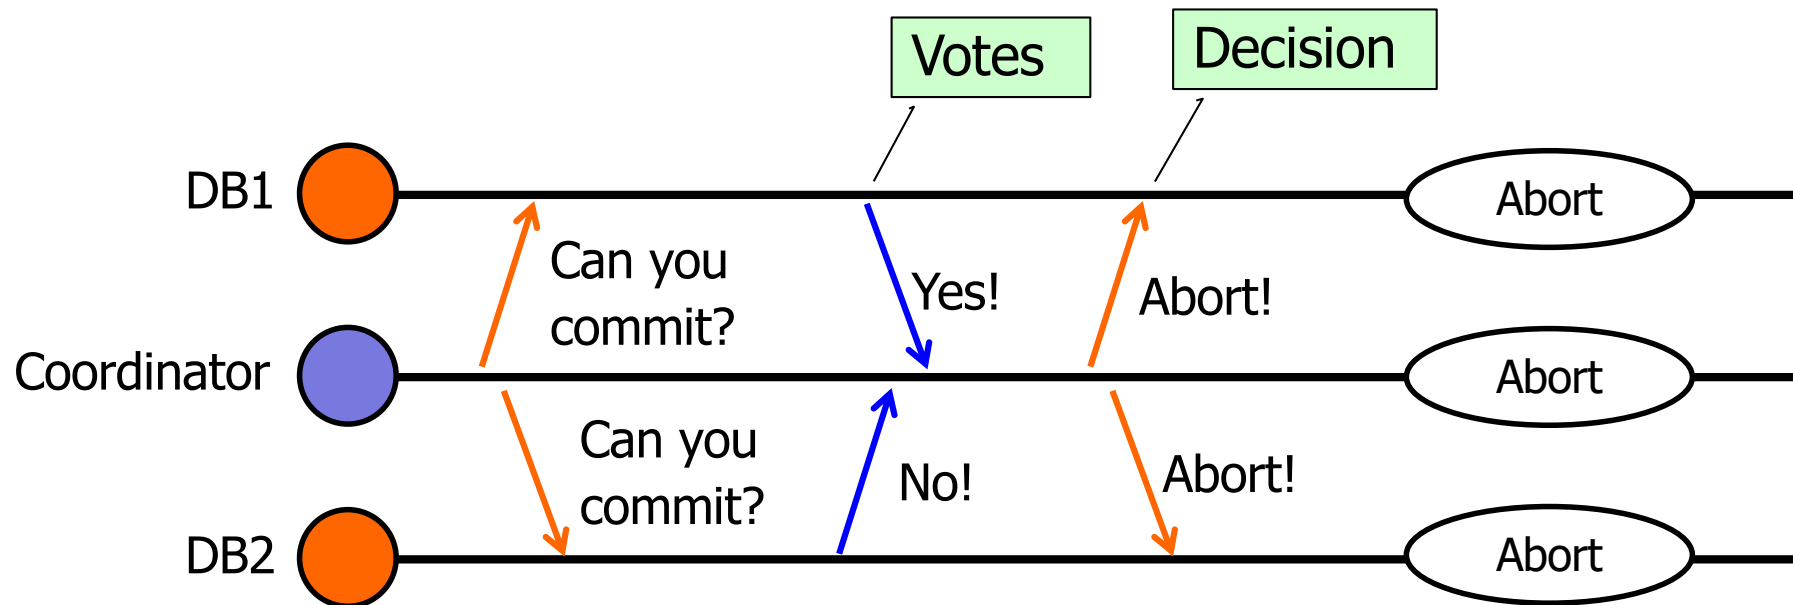 Votes
Decision
DB1
Abort
Can you
commit?
Yes!
Abort!
Coordinator
Abort
Can you
commit?
No!
Abort!
DB2
Abort